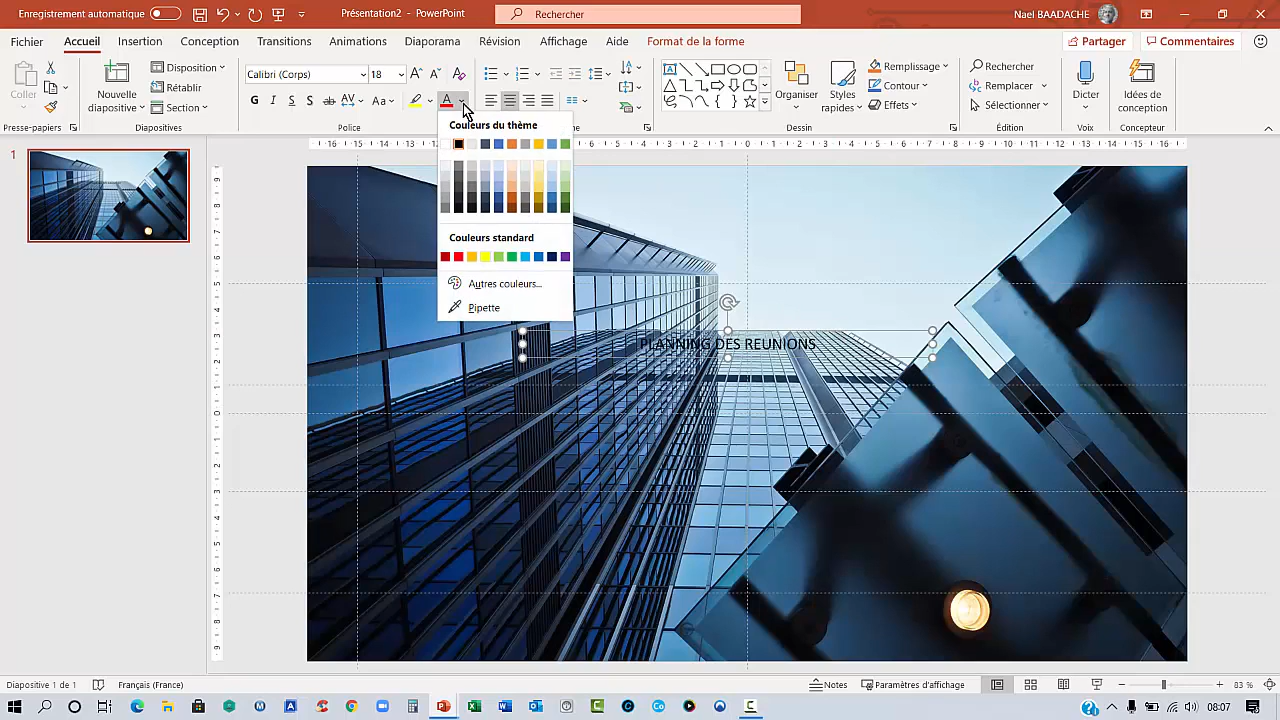 Enregistrement automatique
Présentation2 - PowerPoint
Rechercher
Nael BAADACHE
Fichier
Accueil
Insertion
Conception
Transitions
Animations
Diaporama
Révision
Affichage
Aide
Format de la forme
Partager
Commentaires
Coller
Nouvelle diapositive
Disposition
Rétablir
Section
Calibri (Corps)
18
Organiser
Styles rapides
Remplissage
Contour
Effets
Rechercher
Remplacer
Sélectionner
Dicter
Idées de conception
Presse-papiers
Diapositives
Police
Dessin
Édition
Voix
Concepteur
Couleurs du thème
Couleurs standard
Autres couleurs...
Pipette
1
PLANNING DES REUNIONS
Diapositive 1 de 1
Français (France)
Notes
Paramètres d'affichage
83 %
08:07